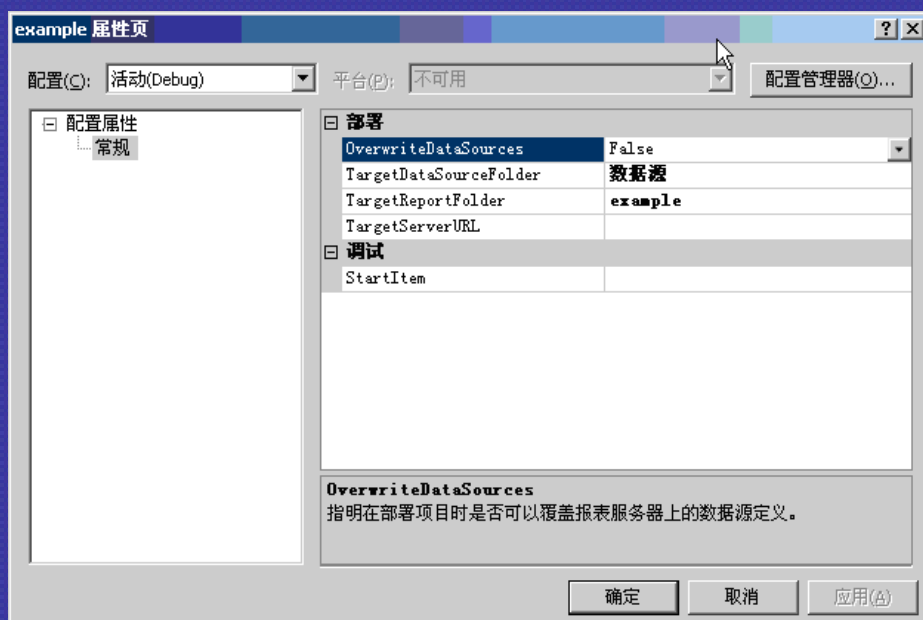 example 属性页
配置(C): 活动(Debug) 平台(P): 不可用 配置管理器(O)...
配置属性
常规
部署
OverwriteDataSources False
TargetDataSourceFolder 数据源
TargetReportFolder example
TargetServerURL
调试
StartItem
OverwriteDataSources
指明在部署项目时是否可以覆盖报表服务器上的数据源定义。
确定 取消 应用(A)